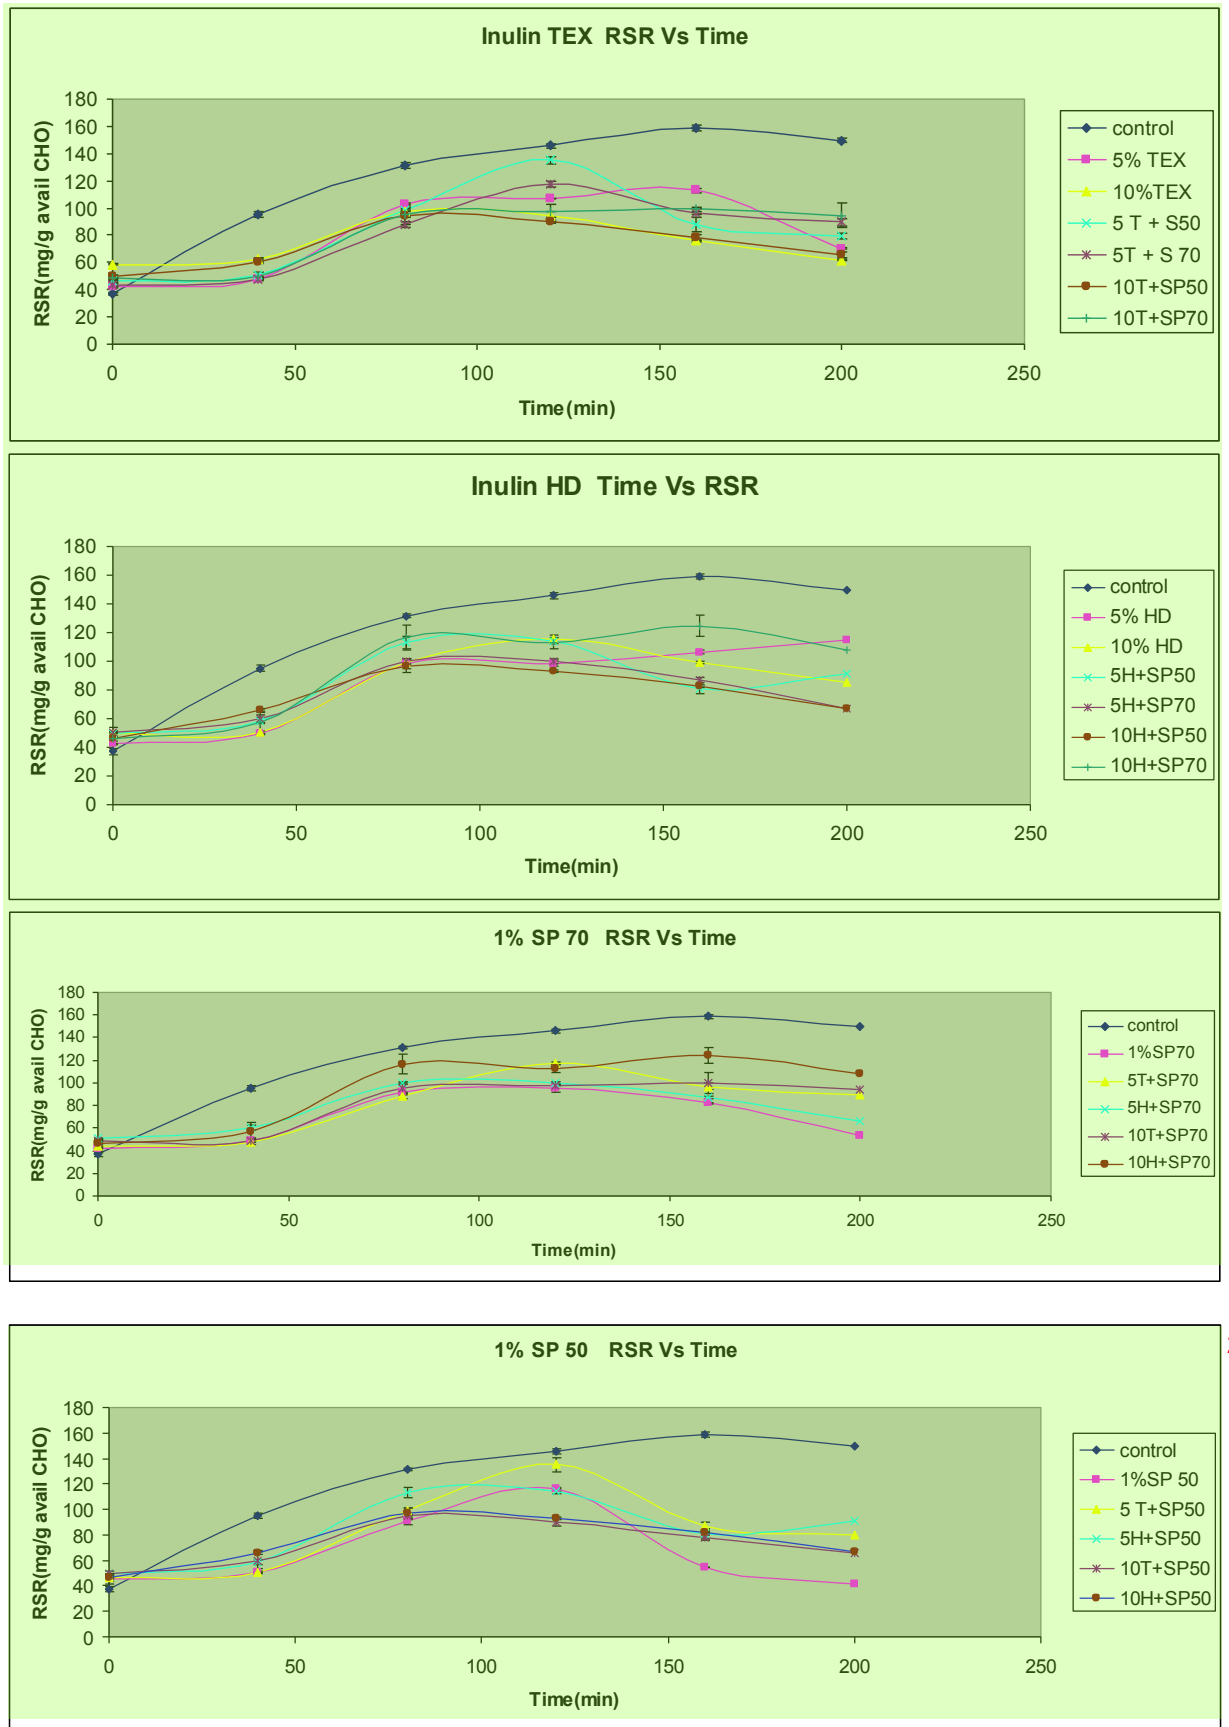 Inulin TEX RSR Vs Time
RSR(mg/g avail CHO)
180
160
140
120
100
80
60
40
20
0
0 50 100 150 200 250
Time(min)
control
5% TEX
10%TEX
5 T + S50
5T + S 70
10T+SP50
10T+SP70
Inulin HD Time Vs RSR
RSR(mg/g avail CHO)
180
160
140
120
100
80
60
40
20
0
0 50 100 150 200 250
Time(min)
control
5% HD
10% HD
5H+SP50
5H+SP70
10H+SP50
10H+SP70
1% SP 70 RSR Vs Time
RSR(mg/g avail CHO)
180
160
140
120
100
80
60
40
20
0
0 50 100 150 200 250
Time(min)
control
1%SP70
5T+SP70
5H+SP70
10T+SP70
10H+SP70
1% SP 50 RSR Vs Time
RSR(mg/g avail CHO)
180
160
140
120
100
80
60
40
20
0
0 50 100 150 200 250
Time(min)
control
1%SP 50
5 T+SP50
5H+SP50
10T+SP50
10H+SP50